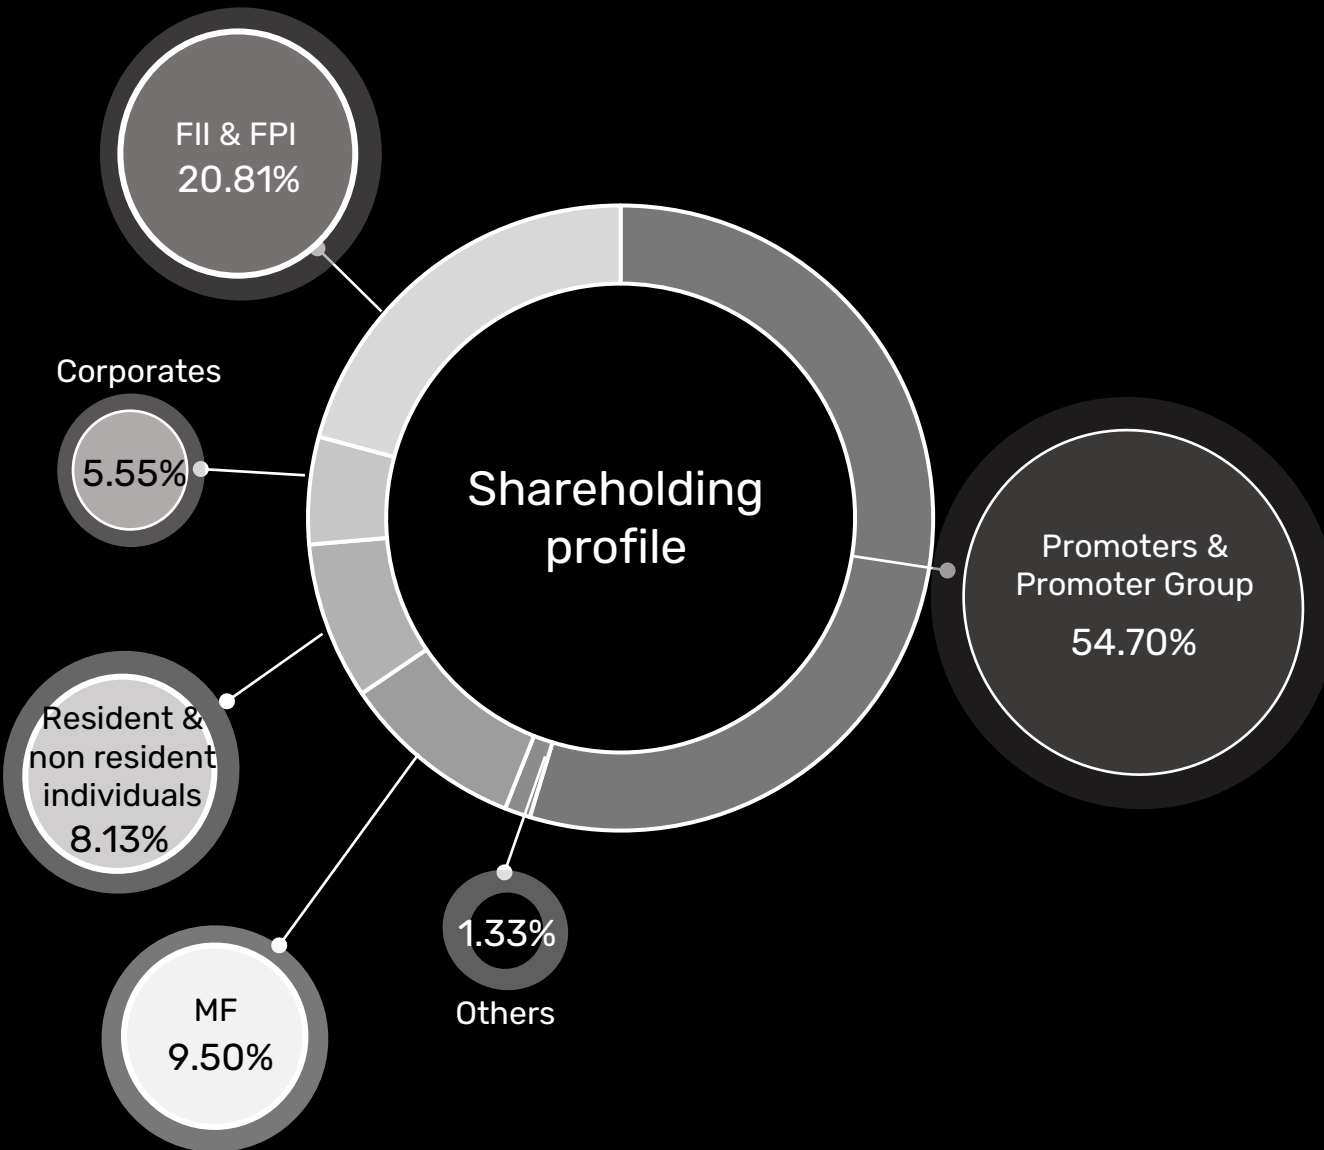 FII & FPI
20.81%
Corporates
5.55%
Shareholding
profile
Promoters &
Promoter Group
54.70%
Resident &
non resident
individuals
8.13%
1.33%
Others
MF
9.50%